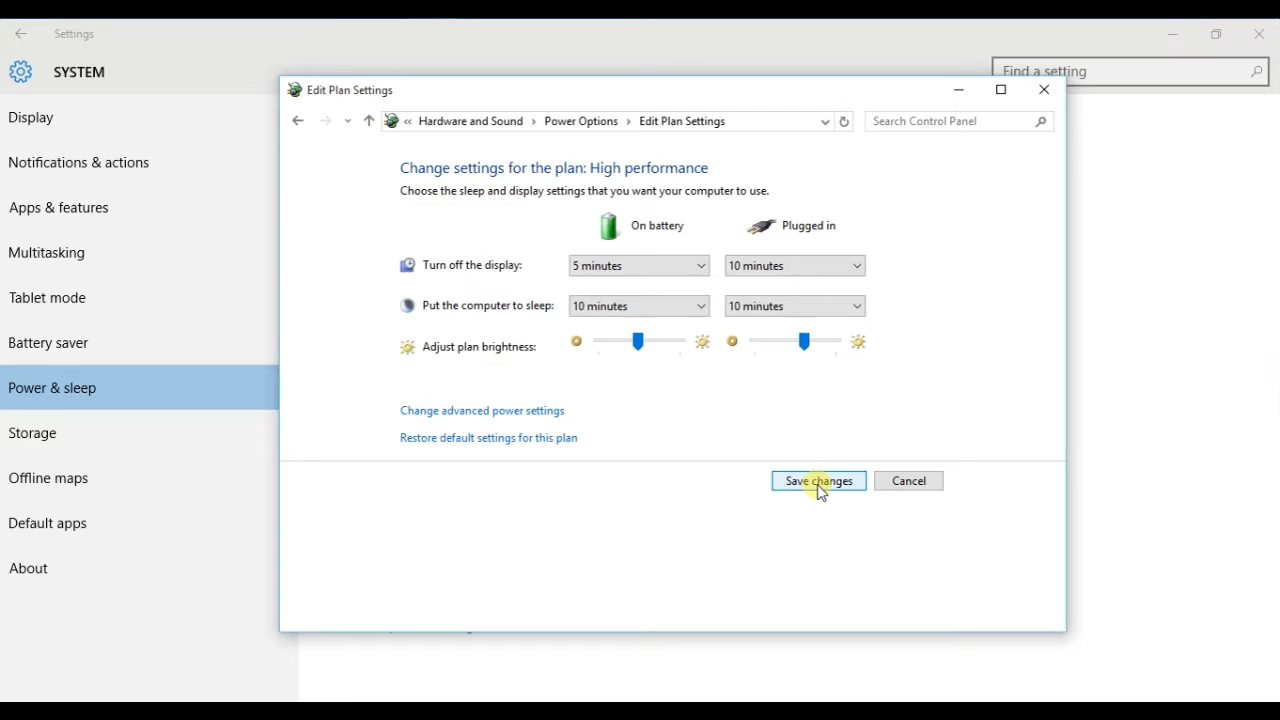 Settings
SYSTEM
Find a setting
Display
Notifications & actions
Apps & features
Multitasking
Tablet mode
Battery saver
Power & sleep
Storage
Offline maps
Default apps
About
Edit Plan Settings
« Hardware and Sound › Power Options › Edit Plan Settings
Search Control Panel
Change settings for the plan: High performance
Choose the sleep and display settings that you want your computer to use.
On battery Plugged in
Turn off the display: 5 minutes 10 minutes
Put the computer to sleep: 10 minutes 10 minutes
Adjust plan brightness:
Change advanced power settings
Restore default settings for this plan
Save changes Cancel